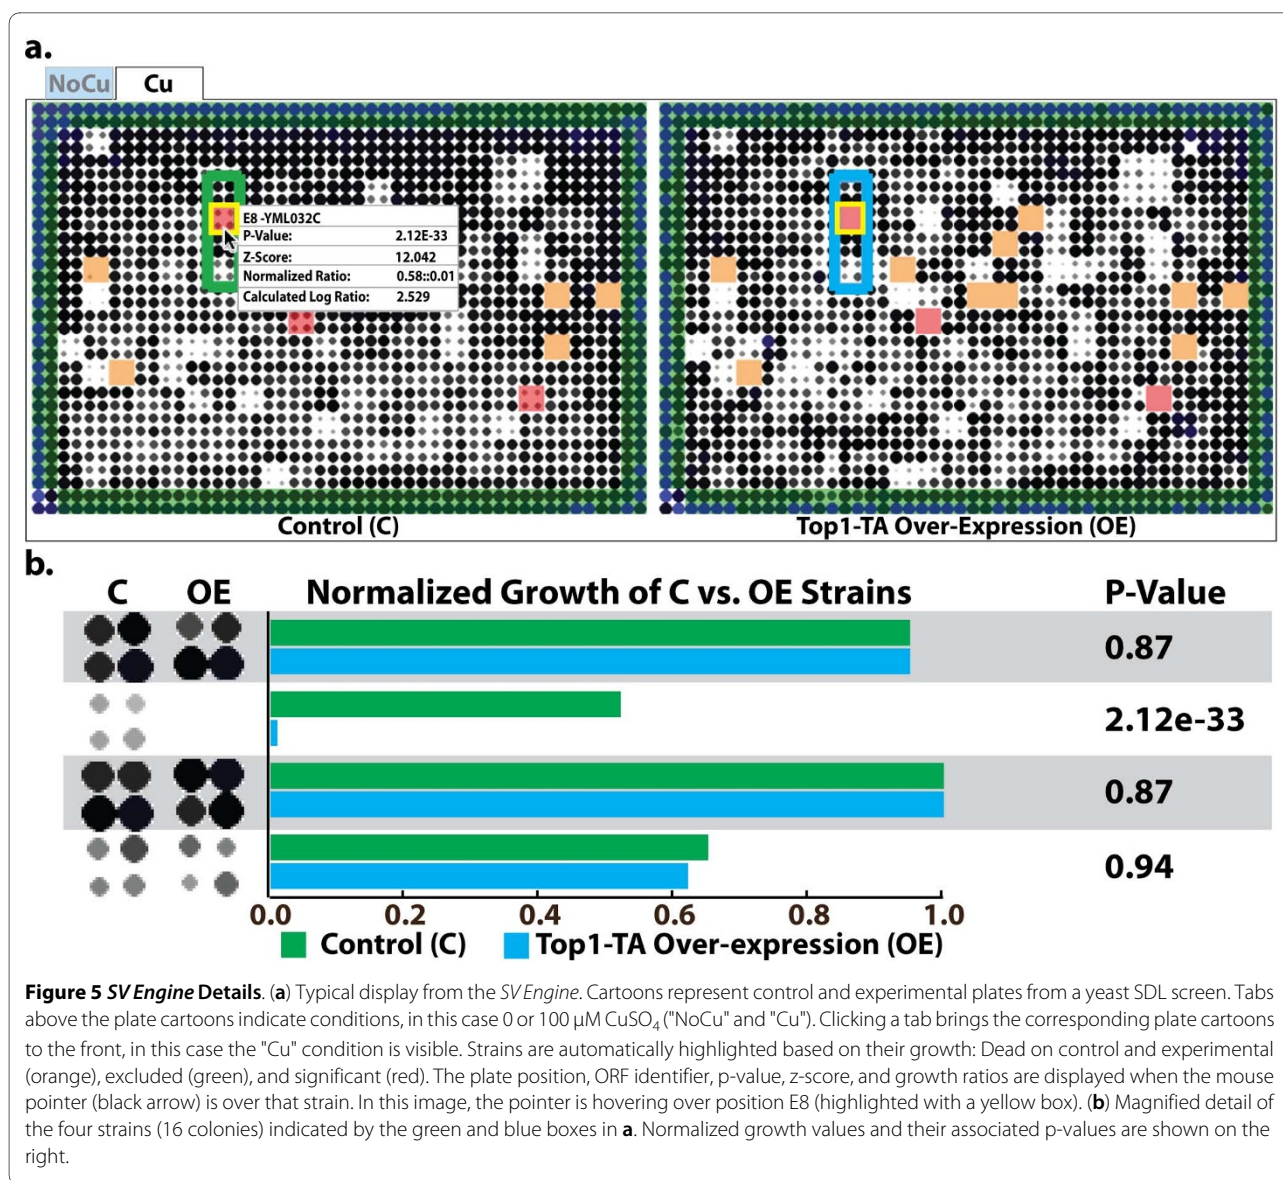 a.
NoCu Cu
E8 -YML032C
P-Value: 2.12E-33
Z-Score: 12.042
Normalized Ratio: 0.58::0.01
Calculated Log Ratio: 2.529
Control (C) Top1-TA Over-Expression (OE)
b.
C OE Normalized Growth of C vs. OE Strains P-Value
0.87
2.12e-33
0.87
0.94
0.0 0.2 0.4 0.6 0.8 1.0
Control (C) Top1-TA Over-expression (OE)
Figure 5 SV Engine Details. (a) Typical display from the SV Engine. Cartoons represent control and experimental plates from a yeast SDL screen. Tabs
above the plate cartoons indicate conditions, in this case 0 or 100 μM CuSO4 ("NoCu" and "Cu"). Clicking a tab brings the corresponding plate cartoons
to the front, in this case the "Cu" condition is visible. Strains are automatically highlighted based on their growth: Dead on control and experimental
(orange), excluded (green), and significant (red). The plate position, ORF identifier, p-value, z-score, and growth ratios are displayed when the mouse
pointer (black arrow) is over that strain. In this image, the pointer is hovering over position E8 (highlighted with a yellow box). (b) Magnified detail of
the four strains (16 colonies) indicated by the green and blue boxes in a. Normalized growth values and their associated p-values are shown on the
right.